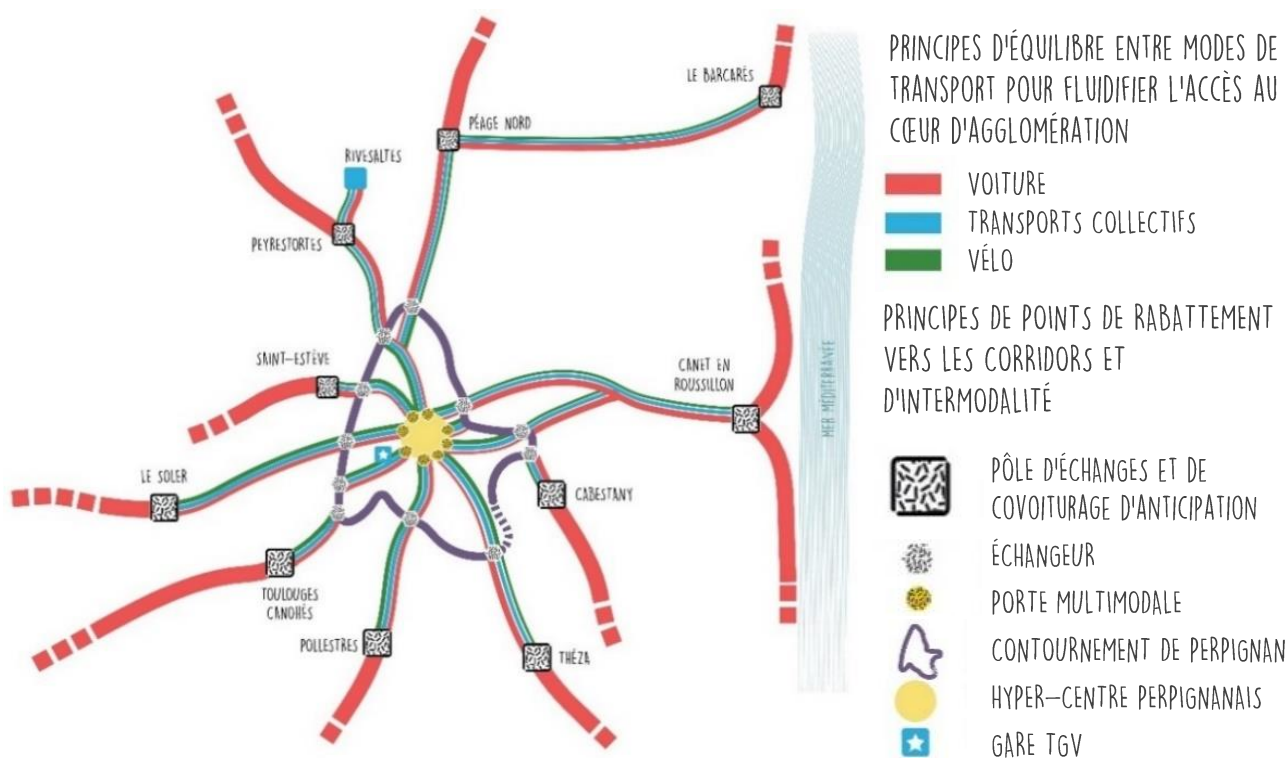 PRINCIPES D'ÉQUILIBRE ENTRE MODES DE
TRANSPORT POUR FLUIDIFIER L'ACCÈS AU
CŒUR D'AGGLOMÉRATION
VOITURE
TRANSPORTS COLLECTIFS
VÉLO
PRINCIPES DE POINTS DE RABATTEMENT
VERS LES CORRIDORS ET
D'INTERMODALITÉ
PÔLE D'ÉCHANGES ET DE
COVOITURAGE D'ANTICIPATION
ÉCHANGEUR
PORTE MULTIMODALE
CONTOURNEMENT DE PERPIGNAN
HYPER-CENTRE PERPIGNANAIS
GARE TGV
LE BARCARÈS
PÉAGE NORD
RIVESALTES
PEYRESTORTES
SAINT-ESTÈVE
CANET EN
ROUSSILLON
MER MÉDITERRANÉE
LE SOLER
CABESTANY
TOULOUGES
CANOHÈS
POLLESTRES
THÉZA